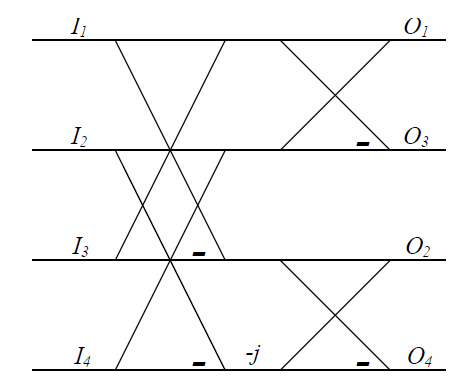 I1 O1
I2 O3
-
I3 O2
-
I4 -j O4
- -